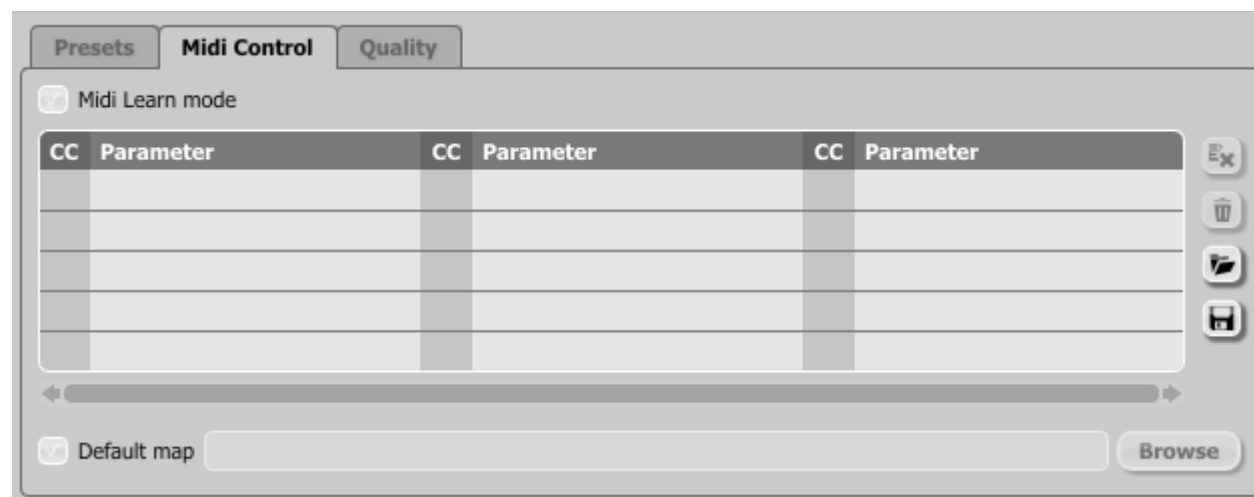 Presets Midi Control Quality
Midi Learn mode
CC Parameter CC Parameter CC Parameter
Default map Browse